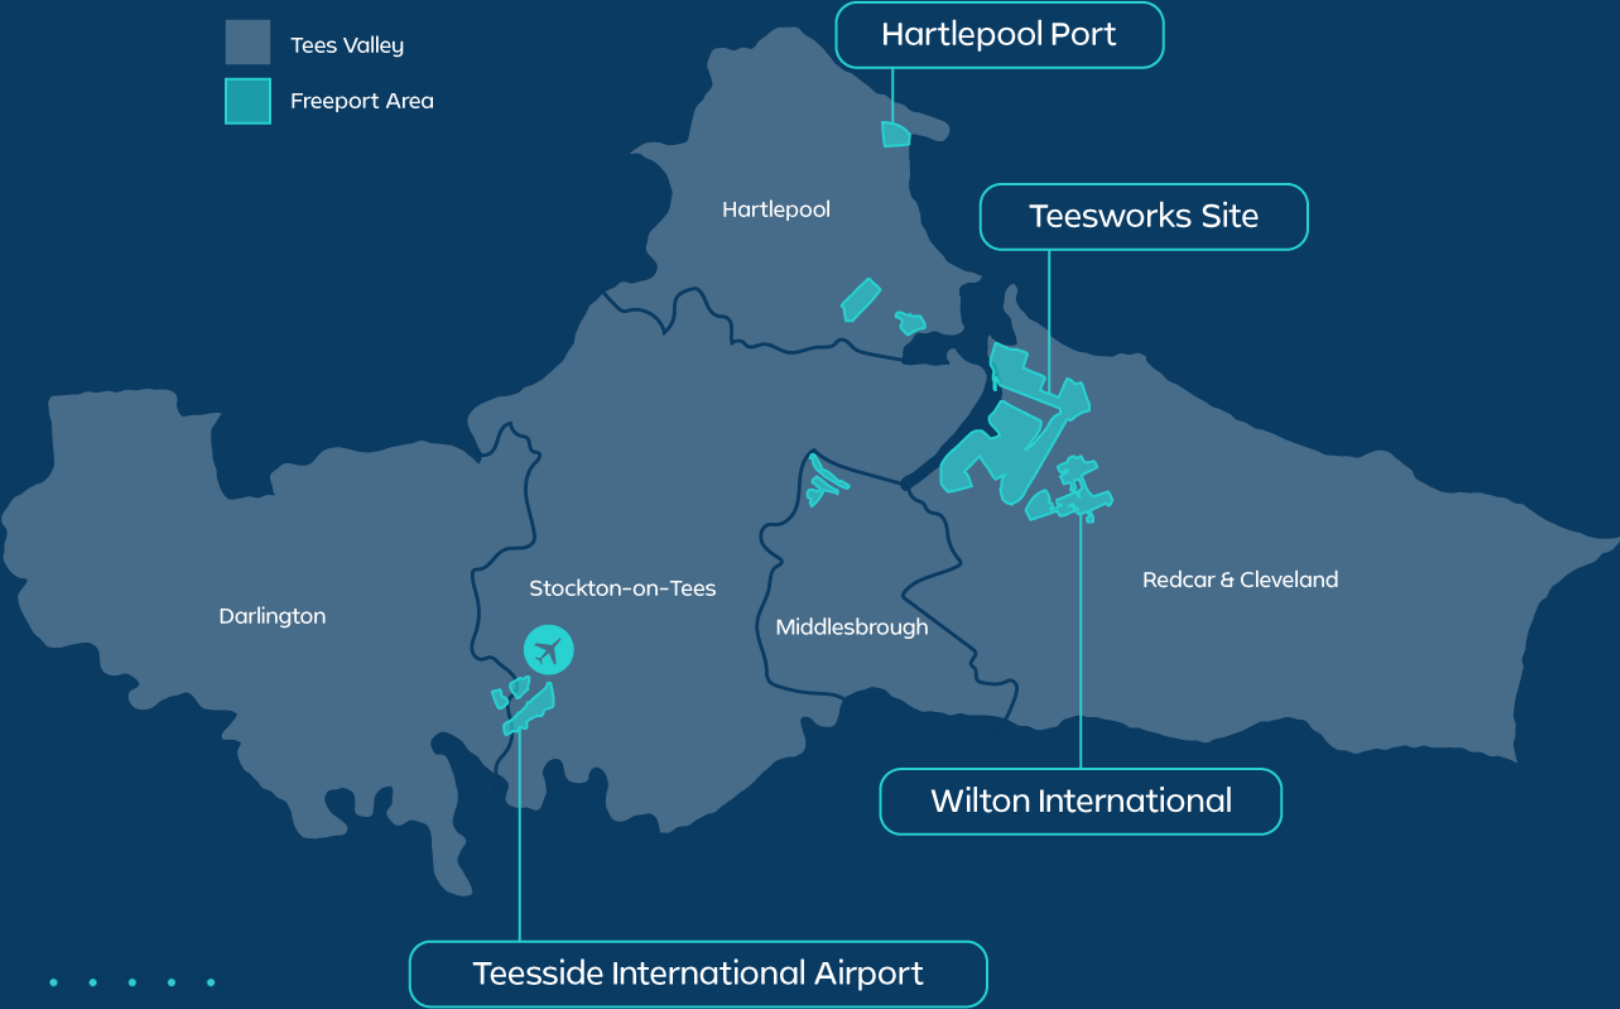 Tees Valley
Freeport Area
Hartlepool Port
Teesworks Site
Hartlepool
Stockton-on-Tees
Redcar & Cleveland
Darlington
Middlesbrough
Wilton International
Teesside International Airport